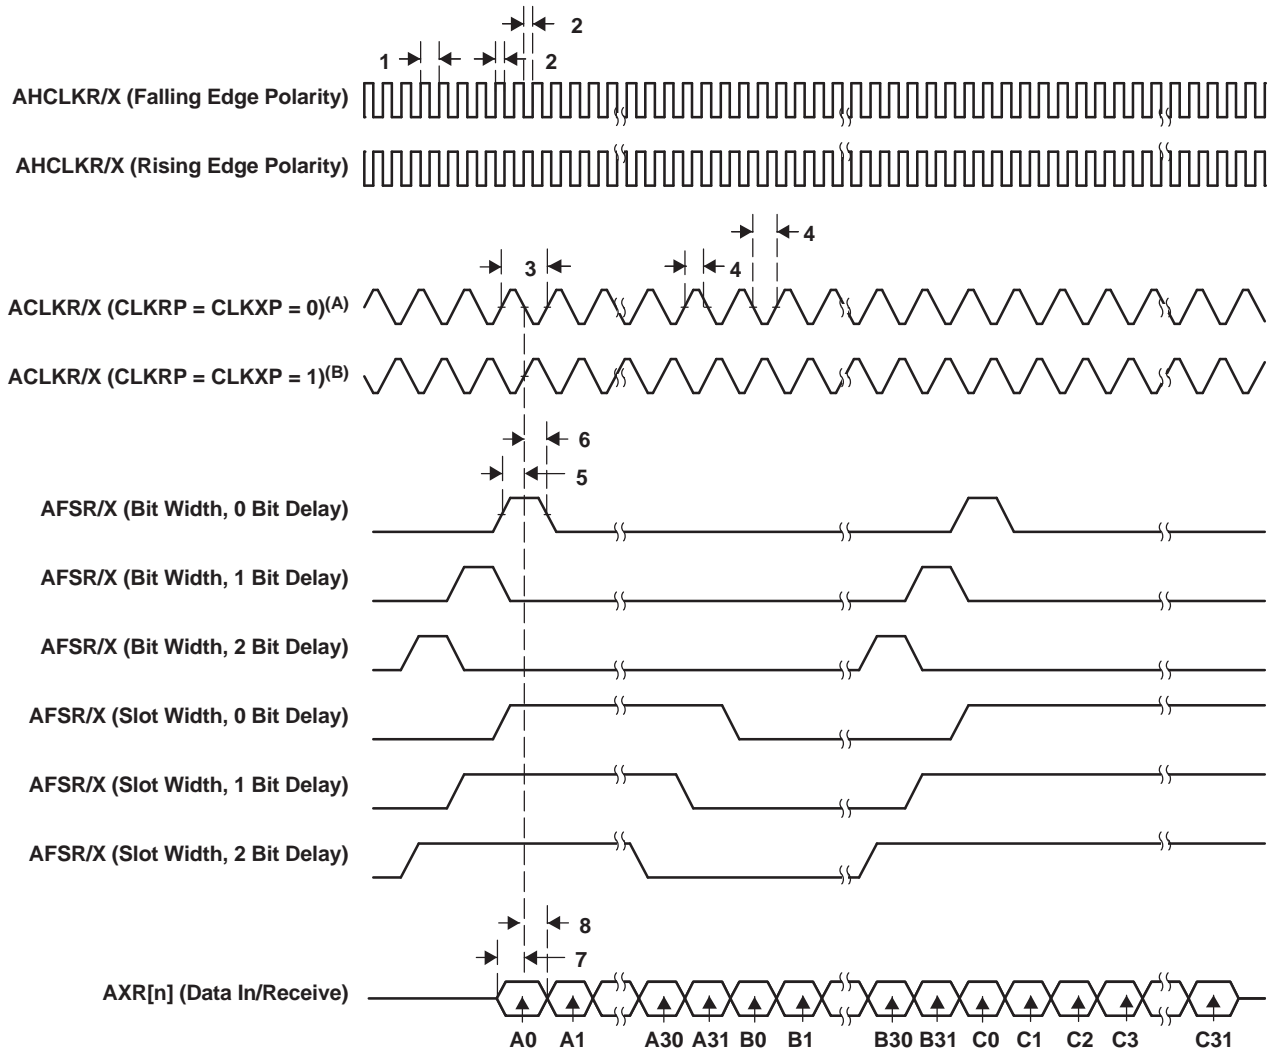 2
1
2
AHCLKR/X (Falling Edge Polarity)
AHCLKR/X (Rising Edge Polarity)
4
3
4
ACLKR/X (CLKRP = CLKXP = 0)(A)
ACLKR/X (CLKRP = CLKXP = 1)(B)
6
5
AFSR/X (Bit Width, 0 Bit Delay)
AFSR/X (Bit Width, 1 Bit Delay)
AFSR/X (Bit Width, 2 Bit Delay)
AFSR/X (Slot Width, 0 Bit Delay)
AFSR/X (Slot Width, 1 Bit Delay)
AFSR/X (Slot Width, 2 Bit Delay)
8
7
AXR[n] (Data In/Receive)
A0 A1 A30 A31 B0 B1 B30 B31 C0 C1 C2 C3 C31